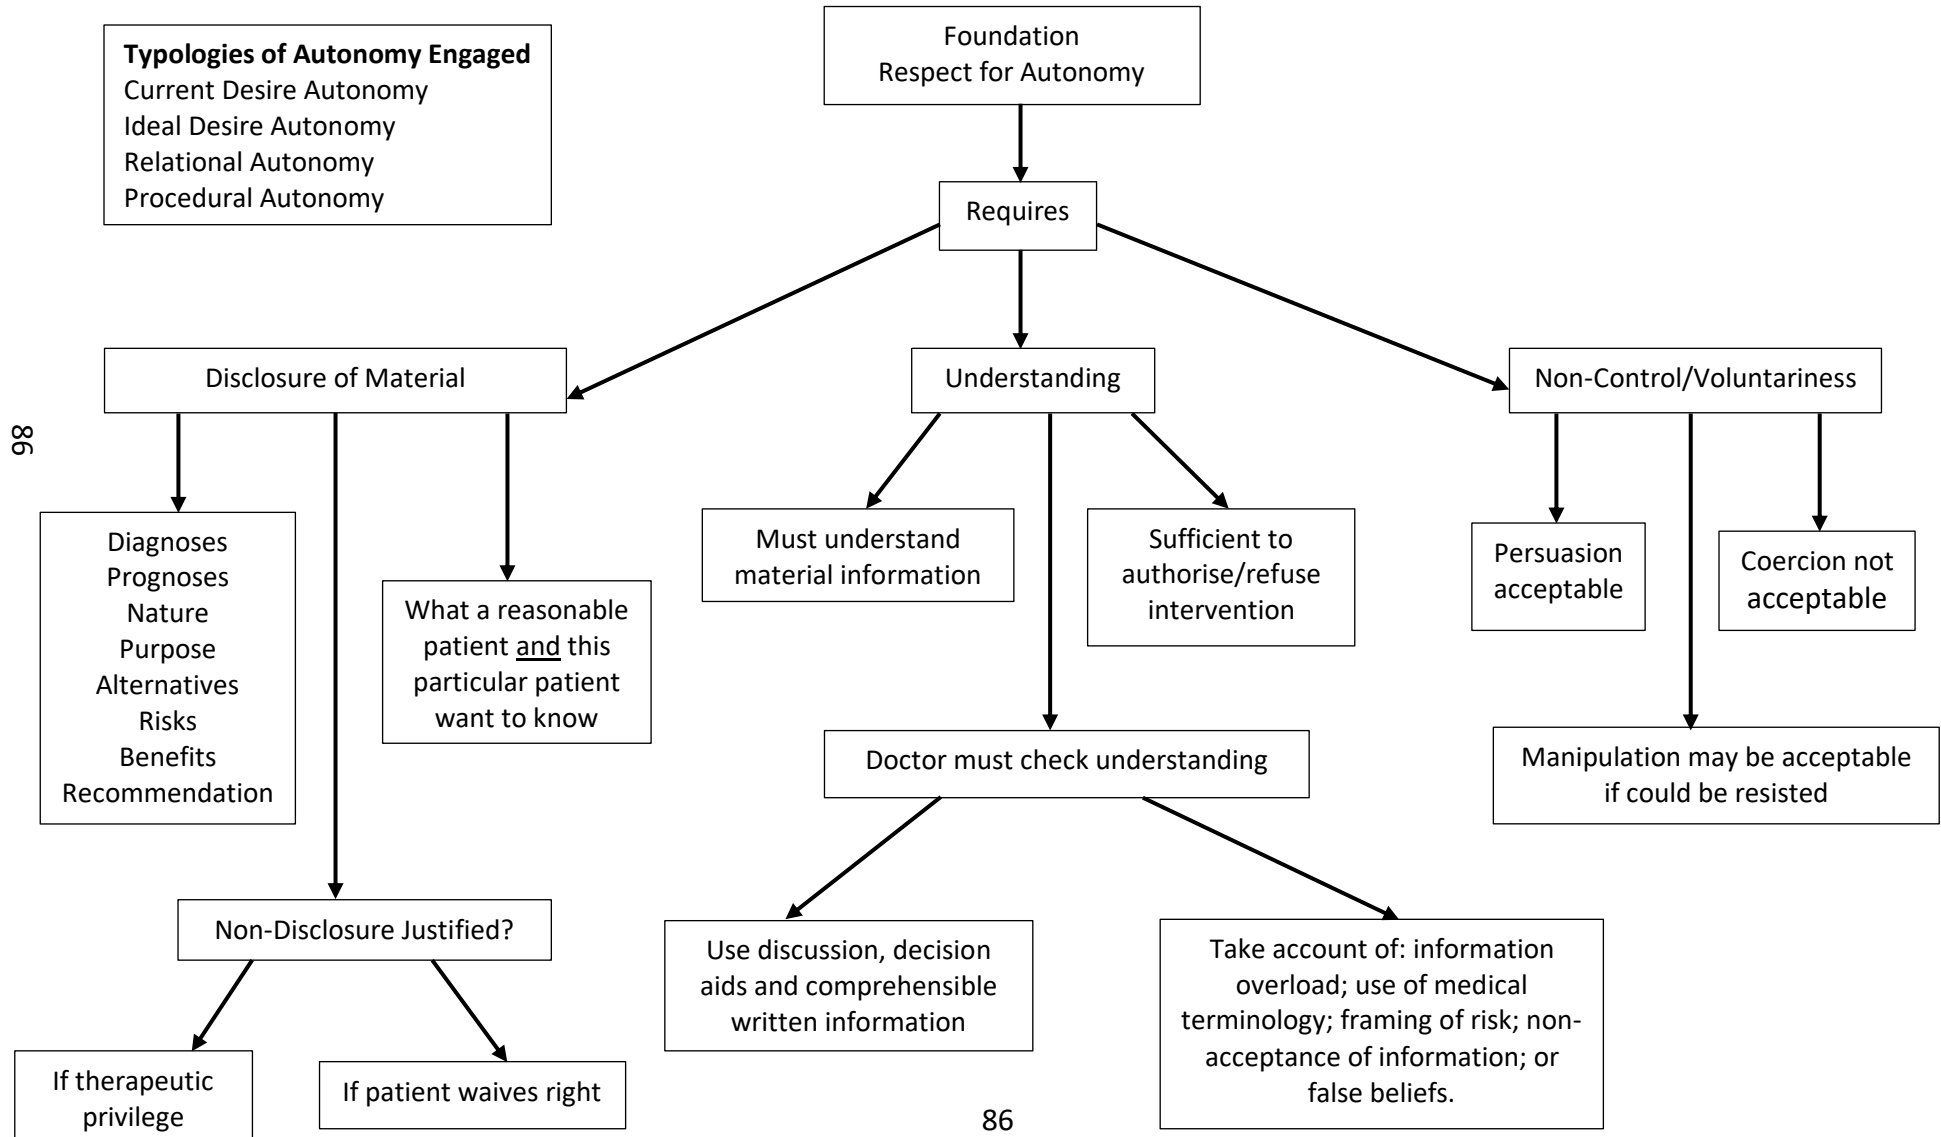 Typologies of Autonomy Engaged
Current Desire Autonomy
Ideal Desire Autonomy
Relational Autonomy
Procedural Autonomy
Foundation
Respect for Autonomy
Requires
Disclosure of Material
Understanding
Non-Control/Voluntariness
86
Diagnoses
Prognoses
Nature
Purpose
Alternatives
Risks
Benefits
Recommendation
What a reasonable
patient and this
particular patient
want to know
Must understand
material information
Sufficient to
authorise/refuse
intervention
Persuasion
acceptable
Coercion not
acceptable
Doctor must check understanding
Manipulation may be acceptable
if could be resisted
Non-Disclosure Justified?
Use discussion, decision
aids and comprehensible
written information
Take account of: information
overload; use of medical
terminology; framing of risk; non-
acceptance of information; or
false beliefs.
If therapeutic
privilege
If patient waives right
86